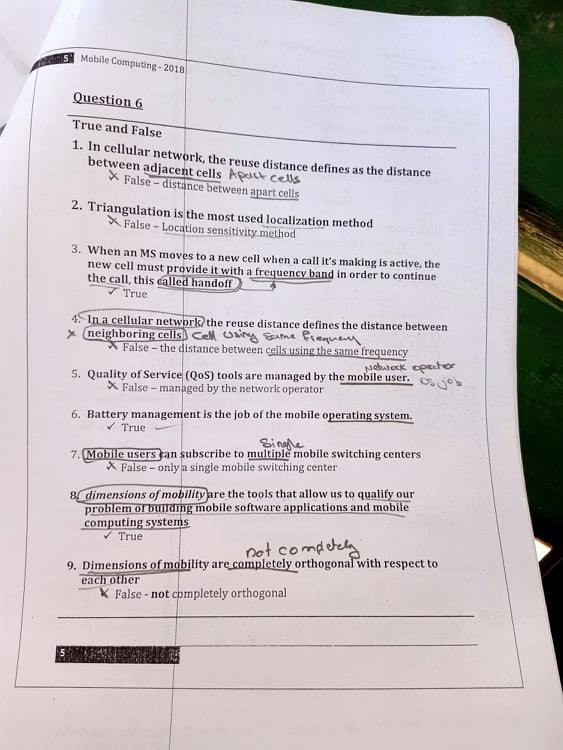 5 Mobile Computing - 2018
Question 6
True and False
1. In cellular network, the reuse distance defines as the distance
between adjacent cells Apart cells
✗ False – distance between apart cells
2. Triangulation is the most used localization method
✗ False – Location sensitivity method
3. When an MS moves to a new cell when a call it's making is active, the
new cell must provide it with a frequency band in order to continue
the call, this called handoff
✓ True
4. In a cellular network, the reuse distance defines the distance between
✗ neighboring cells) Cell Using Same Frequency
✗ False – the distance between cells using the same frequency
Network operator
5. Quality of Service (QoS) tools are managed by the mobile user. Os job
✗ False – managed by the network operator
6. Battery management is the job of the mobile operating system.
✓ True
Single
7. Mobile users can subscribe to multiple mobile switching centers
✗ False – only a single mobile switching center
8. dimensions of mobility are the tools that allow us to qualify our
problem of building mobile software applications and mobile
computing systems
✓ True
not completely
9. Dimensions of mobility are completely orthogonal with respect to
each other
✗ False - not completely orthogonal
5